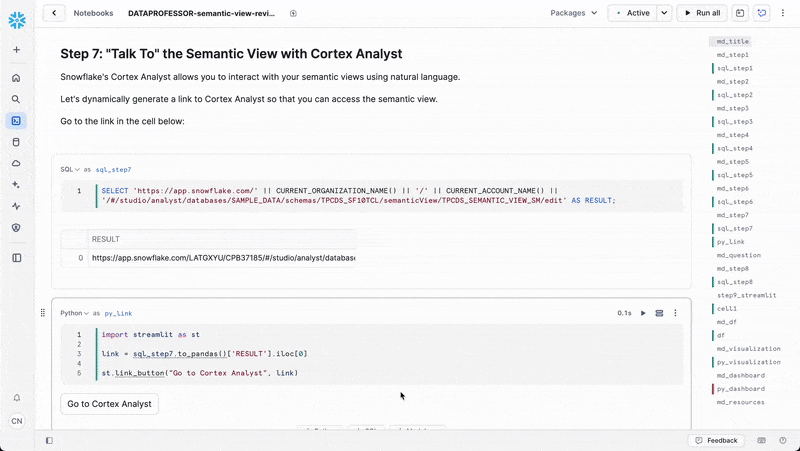 Notebooks
DATAPROFESSOR-semantic-view-revi...
Packages
Active
Run all
Step 7: "Talk To" the Semantic View with Cortex Analyst
Snowflake's Cortex Analyst allows you to interact with your semantic views using natural language.
Let's dynamically generate a link to Cortex Analyst so that you can access the semantic view.
Go to the link in the cell below:
SQL as sql_step7
1 SELECT 'https://app.snowflake.com/' || CURRENT_ORGANIZATION_NAME() || '/' || CURRENT_ACCOUNT_NAME() ||
'/#/studio/analyst/databases/SAMPLE_DATA/schemas/TPCDS_SF10TCL/semanticView/TPCDS_SEMANTIC_VIEW_SM/edit' AS RESULT;
RESULT
0 https://app.snowflake.com/LATGXYU/CPB37185/#/studio/analyst/database
Python as py_link
0.1s
1 import streamlit as st
2
3 link = sql_step7.to_pandas()['RESULT'].iloc[0]
4
5 st.link_button("Go to Cortex Analyst", link)
Go to Cortex Analyst
md_title
md_step1
sql_step1
md_step2
sql_step2
md_step3
sql_step3
md_step4
sql_step4
md_step5
sql_step5
md_step6
sql_step6
md_step7
sql_step7
py_link
md_question
md_step8
sql_step8
step9_streamlit
cell1
md_df
df
md_visualization
py_visualization
md_dashboard
py_dashboard
md_resources
CN
Feedback